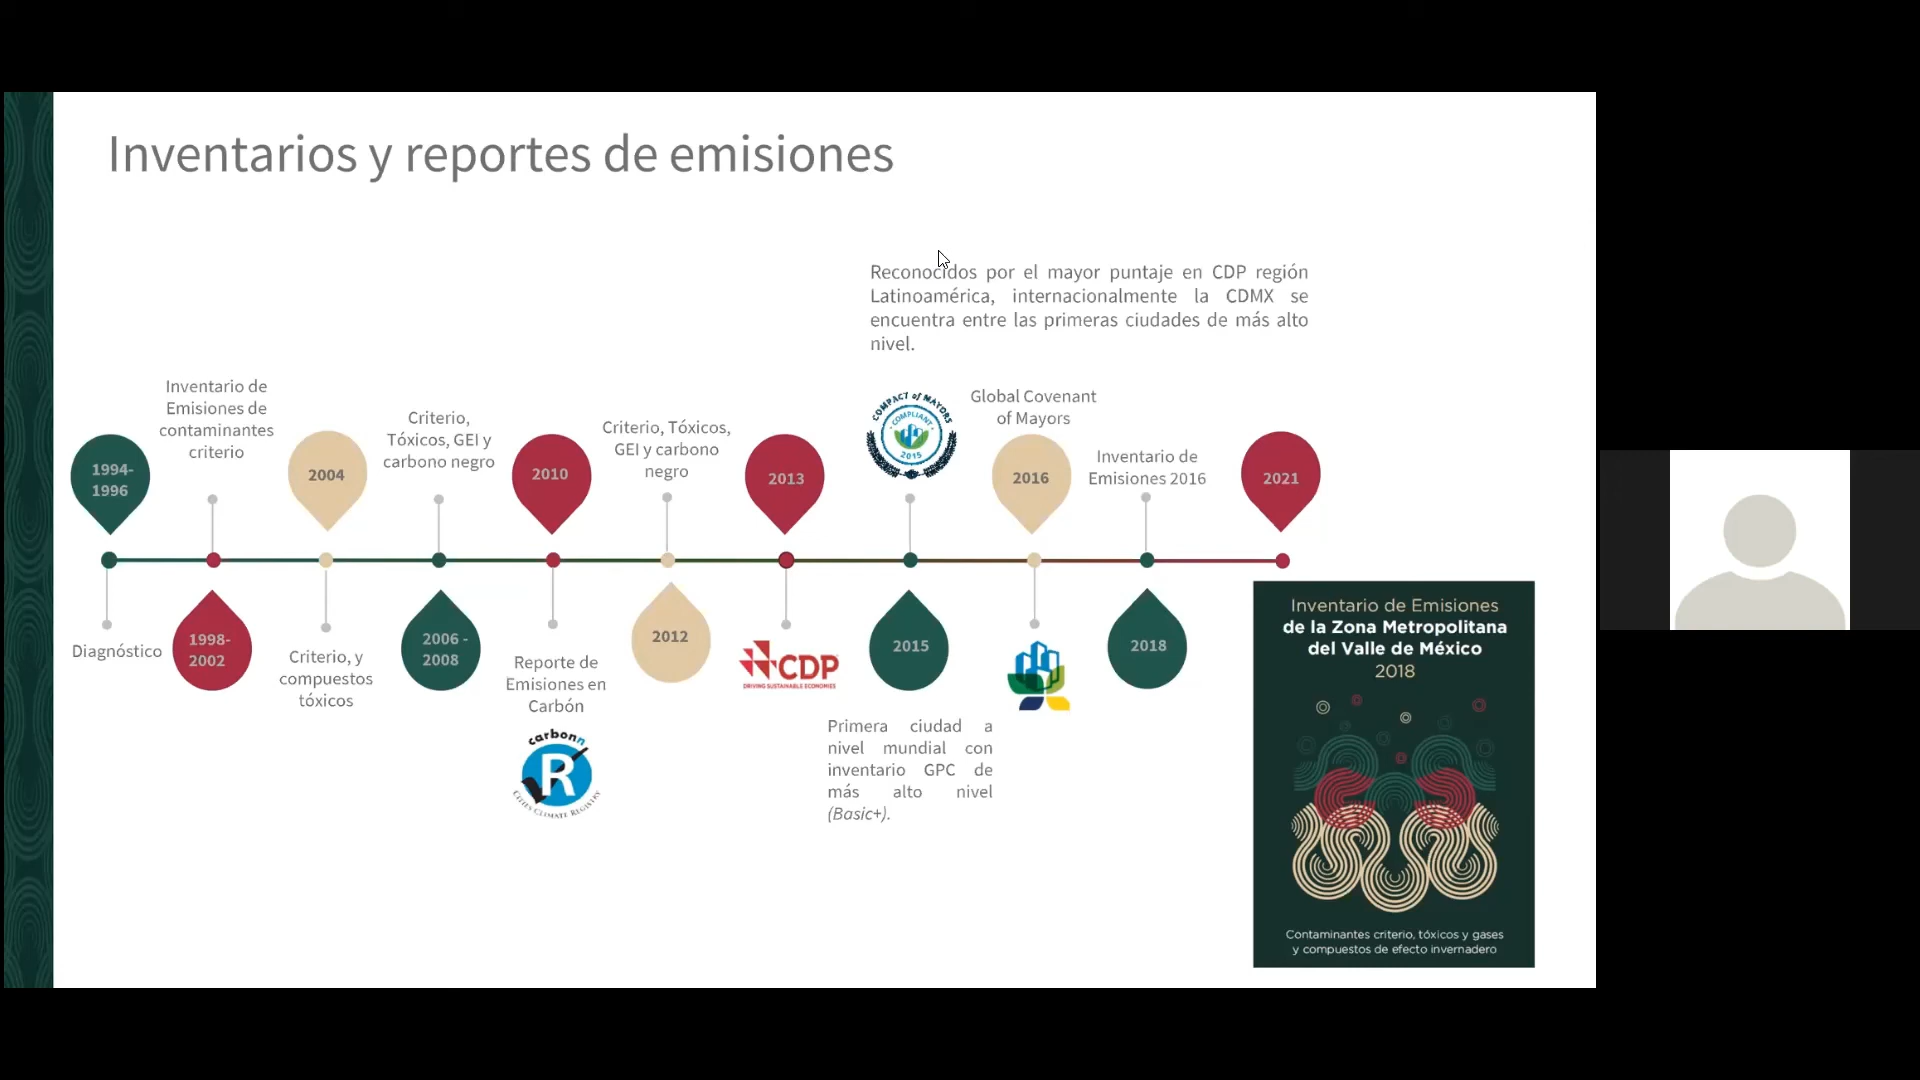 Inventarios y reportes de emisiones
Reconocidos por el mayor puntaje en CDP región
Latinoamérica, internacionalmente la CDMX se
encuentra entre las primeras ciudades de más alto
nivel.
1994-
1996
Diagnóstico
Inventario de
Emisiones de
contaminantes
criterio
1998-
2002
2004
Criterio, y
compuestos
tóxicos
Criterio,
Tóxicos, GEI y
carbono negro
2006 -
2008
2010
Reporte de
Emisiones en
Carbón
carbonn
R
CITIES CLIMATE REGISTRY
Criterio, Tóxicos,
GEI y carbono
negro
2012
2013
CDP
DRIVING SUSTAINABLE ECONOMIES
COMPACT of MAYORS
COMPLIANT
2015
2015
Primera ciudad a
nivel mundial con
inventario GPC de
más alto nivel
(Basic+).
Global Covenant
of Mayors
2016
Inventario de
Emisiones 2016
2018
2021
Inventario de Emisiones
de la Zona Metropolitana
del Valle de México
2018
Contaminantes criterio, tóxicos y gases
y compuestos de efecto invernadero